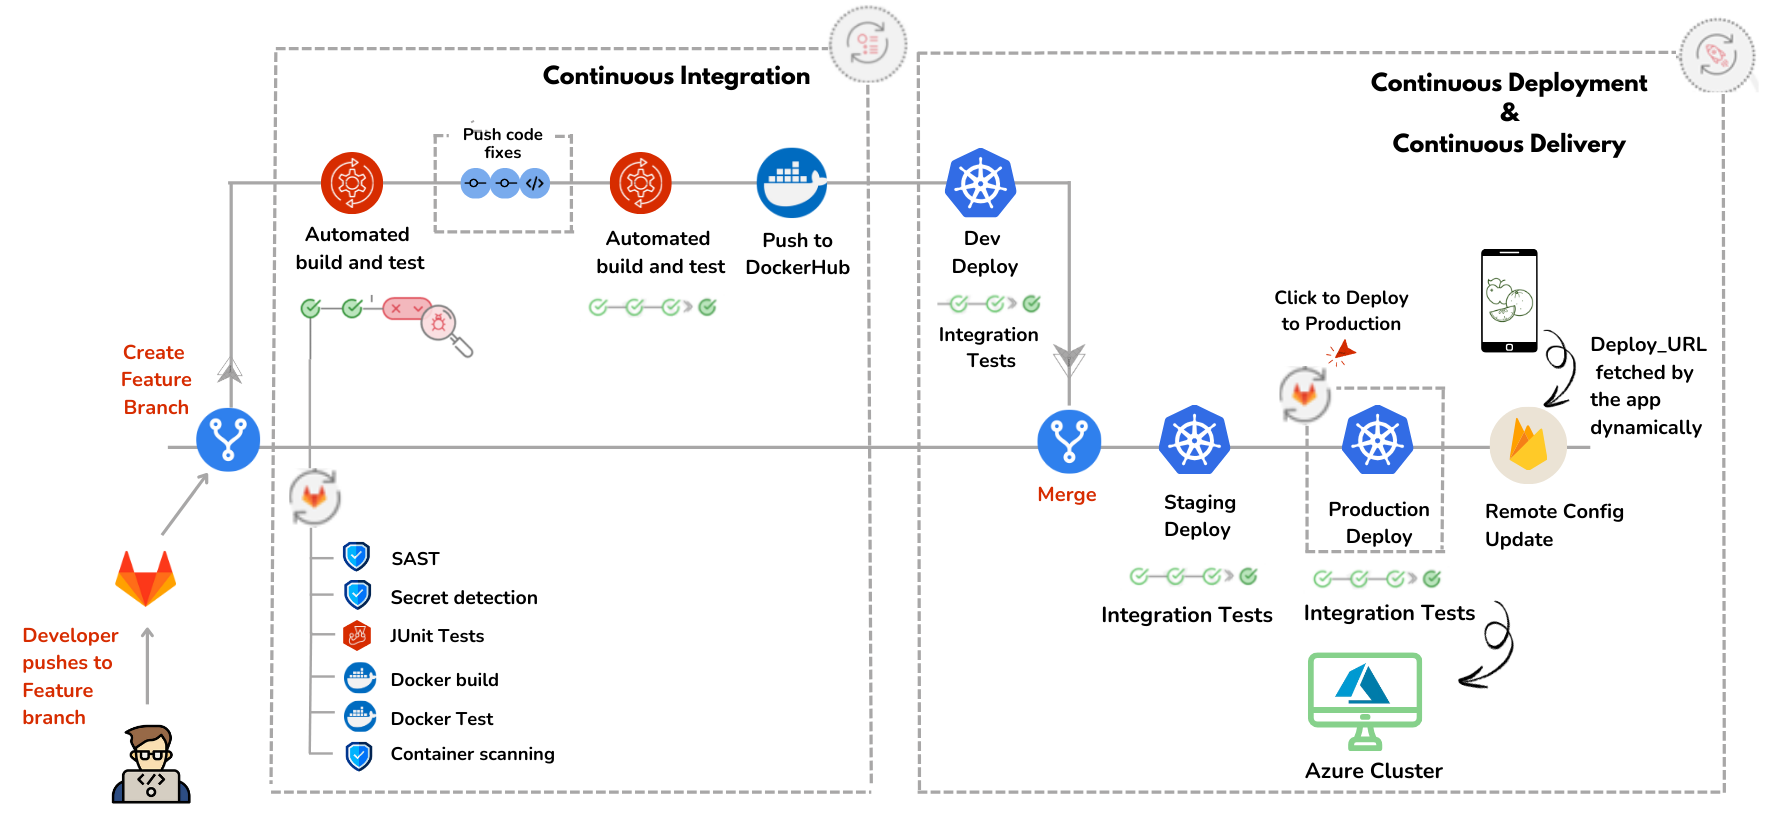 Continuous Integration
Continuous Deployment
&
Continuous Delivery
Push code
fixes
Automated
build and test
Automated
build and test
Push to
DockerHub
Dev
Deploy
Integration
Tests
Click to Deploy
to Production
Deploy_URL
fetched by
the app
dynamically
Create
Feature
Branch
Merge
Staging
Deploy
Integration Tests
Production
Deploy
Integration Tests
Remote Config
Update
Developer
pushes to
Feature
branch
SAST
Secret detection
JUnit Tests
Docker build
Docker Test
Container scanning
Azure Cluster